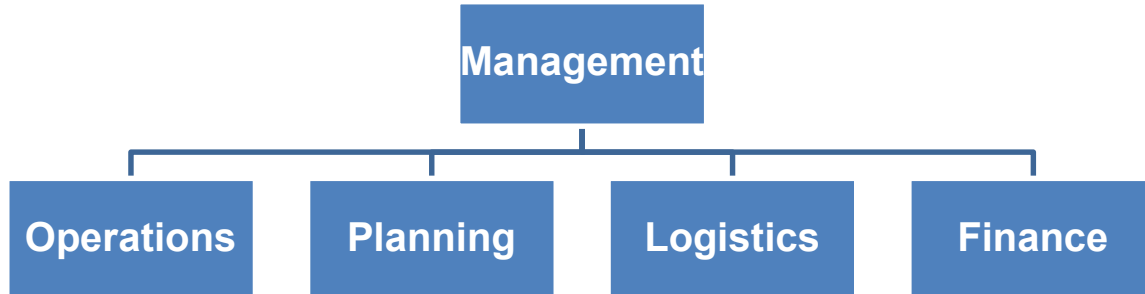 Management
Operations
Planning
Logistics
Finance